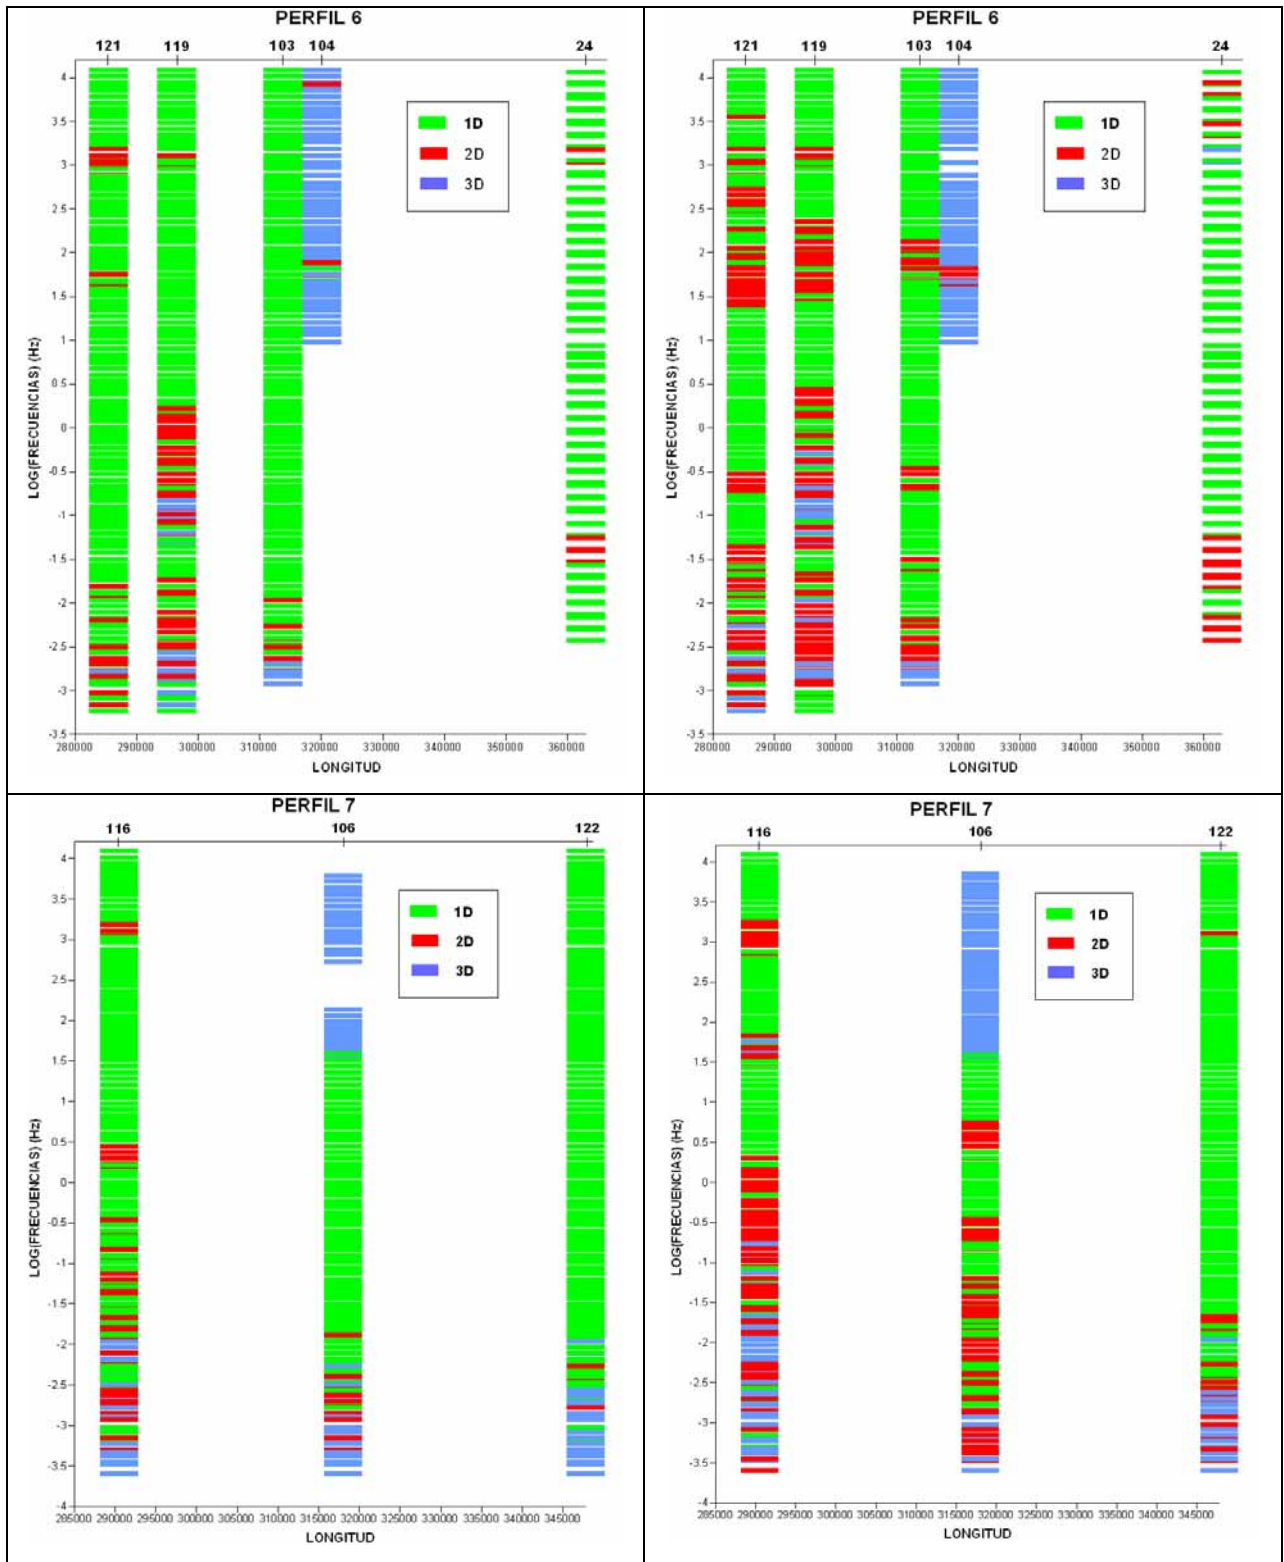 PERFIL 6
121 119 103 104 24
4
3.5
3
2.5
2
1.5
1
0.5
0
-0.5
-1
-1.5
-2
-2.5
-3
-3.5
LOG(FRECUENCIAS) (Hz)
1D
2D
3D
280000 290000 300000 310000 320000 330000 340000 350000 360000
LONGITUD
PERFIL 6
121 119 103 104 24
4
3.5
3
2.5
2
1.5
1
0.5
0
-0.5
-1
-1.5
-2
-2.5
-3
-3.5
LOG(FRECUENCIAS) (Hz)
1D
2D
3D
280000 290000 300000 310000 320000 330000 340000 350000 360000
LONGITUD
PERFIL 7
116 106 122
4
3.5
3
2.5
2
1.5
1
0.5
0
-0.5
-1
-1.5
-2
-2.5
-3
-3.5
-4
LOG(FRECUENCIAS) (Hz)
1D
2D
3D
285000 290000 295000 300000 305000 310000 315000 320000 325000 330000 335000 340000 345000
LONGITUD
PERFIL 7
116 106 122
4
3.5
3
2.5
2
1.5
1
0.5
0
-0.5
-1
-1.5
-2
-2.5
-3
-3.5
-4
LOG(FRECUENCIAS) (Hz)
1D
2D
3D
285000 290000 295000 300000 305000 310000 315000 320000 325000 330000 335000 340000 345000
LONGITUD